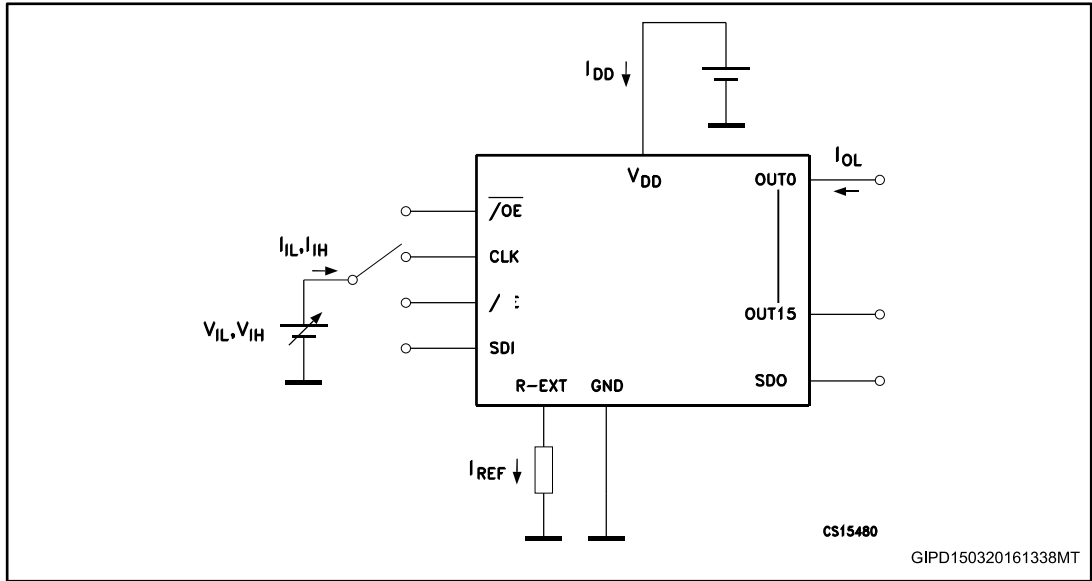 IDD
VDD
OUT0
IOL
/OE
IIL,IIH
CLK
VIL,VIH
OUT15
SDI
SDO
R-EXT GND
IREF
CS15480
GIPD150320161338MT